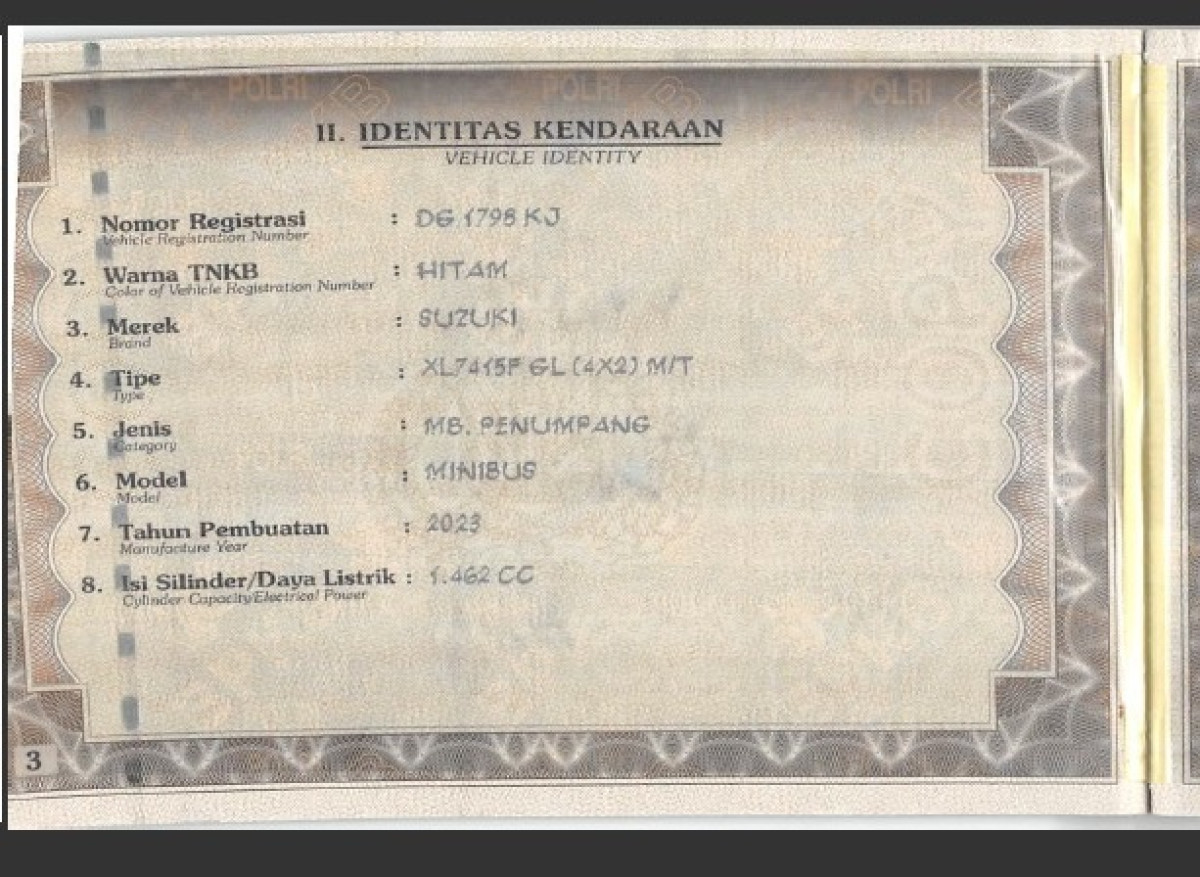 POLRI POLRI POLRI
II. IDENTITAS KENDARAAN
VEHICLE IDENTITY
1. Nomor Registrasi : DG 1798 KJ
Vehicle Registration Number
2. Warna TNKB : HITAM
Color of Vehicle Registration Number
3. Merek : SUZUKI
Brand
4. Tipe : XL7415F GL (4X2) M/T
Type
5. Jenis : MB. PENUMPANG
Category
6. Model : MINIBUS
Model
7. Tahun Pembuatan : 2023
Manufacture Year
8. Isi Silinder/Daya Listrik : 1.462 CC
Cylinder Capacity/Electrical Power
3